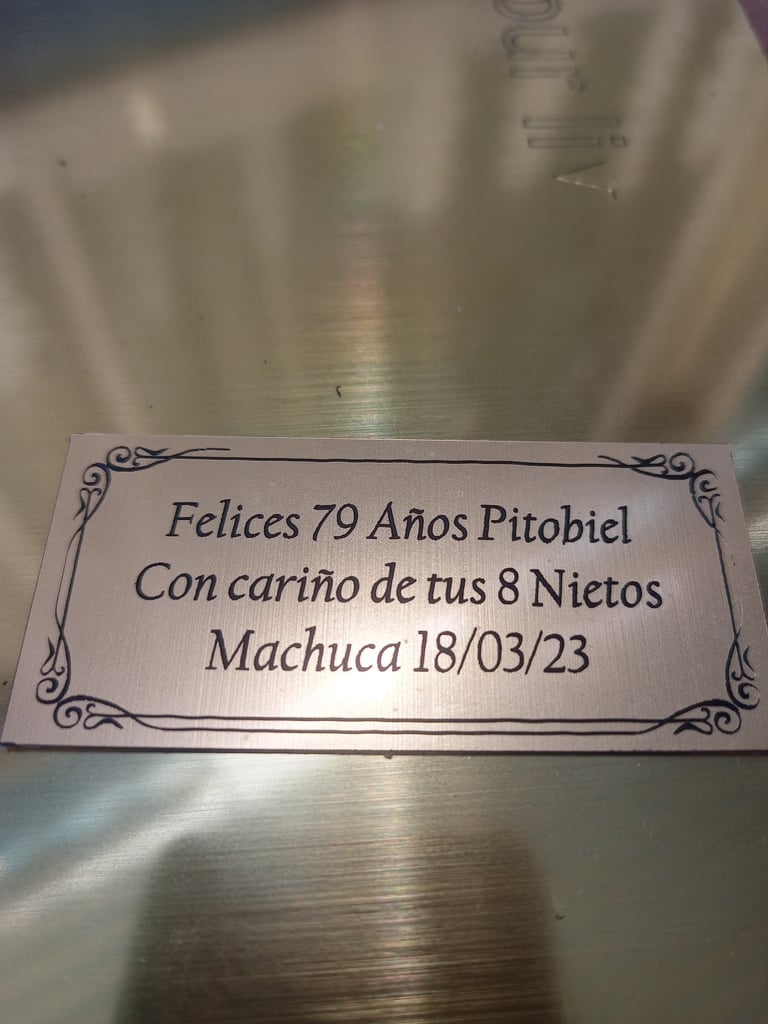 Felices 79 Años Pitobiel
Con cariño de tus 8 Nietos
Machuca 18/03/23